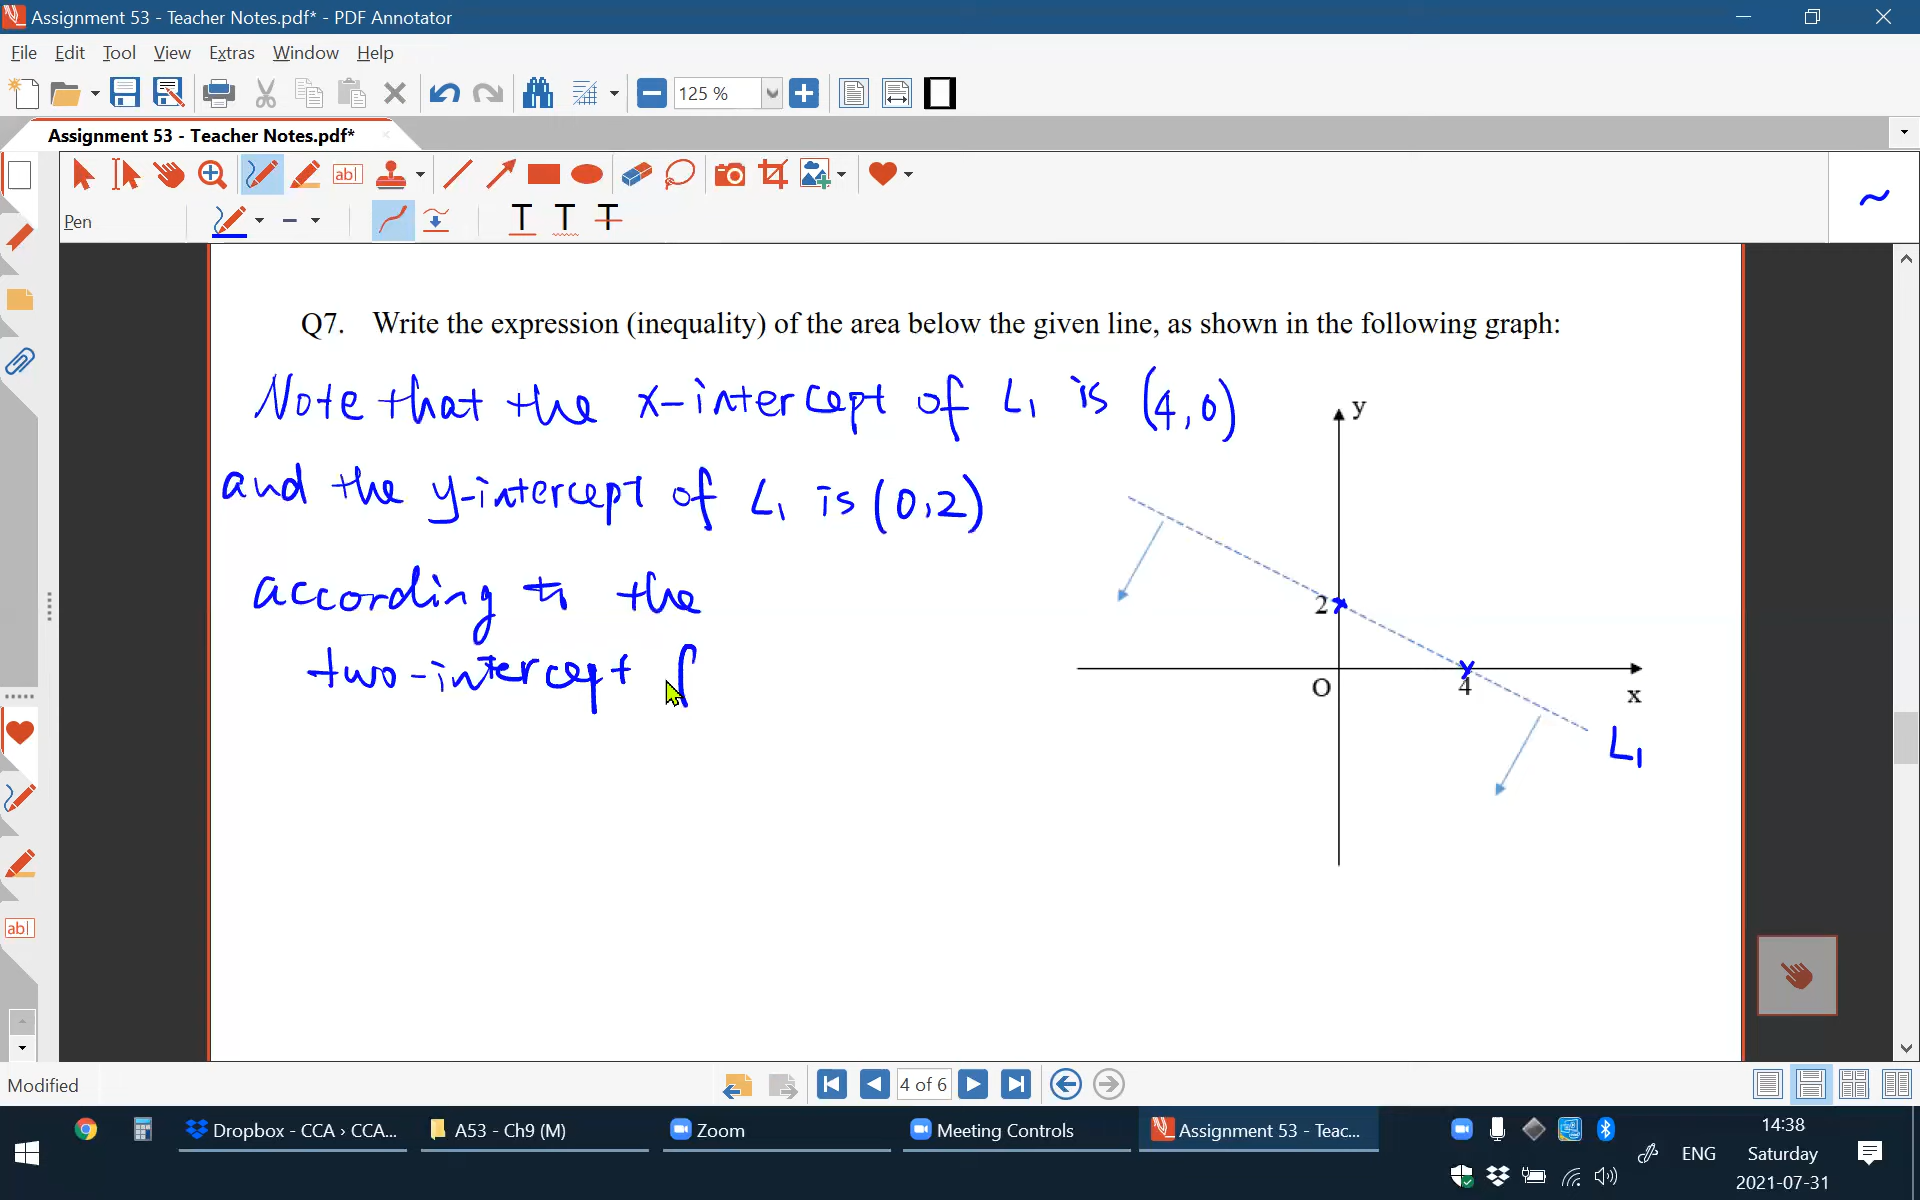 Assignment 53 - Teacher Notes.pdf* - PDF Annotator
File Edit Tool View Extras Window Help
125 %
Assignment 53 - Teacher Notes.pdf*
Pen
Q7. Write the expression (inequality) of the area below the given line, as shown in the following graph:
Note that the x-intercept of L1 is (4,0)
and the y-intercept of L1 is (0,2)
according to the
two-intercept f
y
2
O
4
x
L1
Modified
4 of 6
Dropbox - CCA › CCA...
A53 - Ch9 (M)
Zoom
Meeting Controls
Assignment 53 - Teac...
ENG
14:38
Saturday
2021-07-31